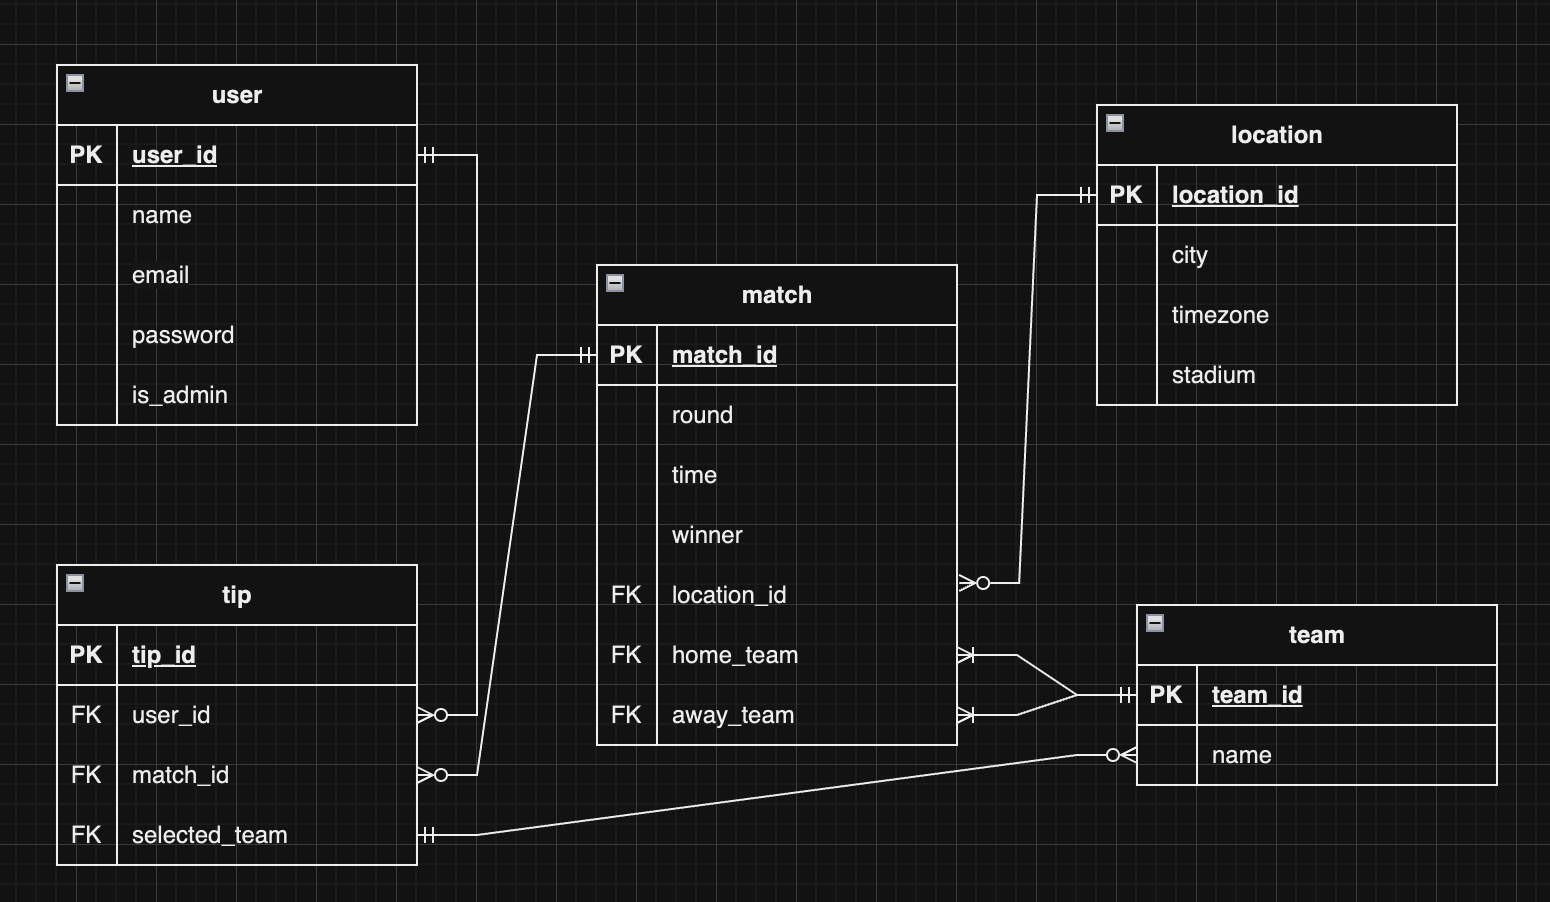 user
PK user_id
name
email
password
is_admin
location
PK location_id
city
timezone
stadium
match
PK match_id
round
time
winner
FK location_id
FK home_team
FK away_team
tip
PK tip_id
FK user_id
FK match_id
FK selected_team
team
PK team_id
name